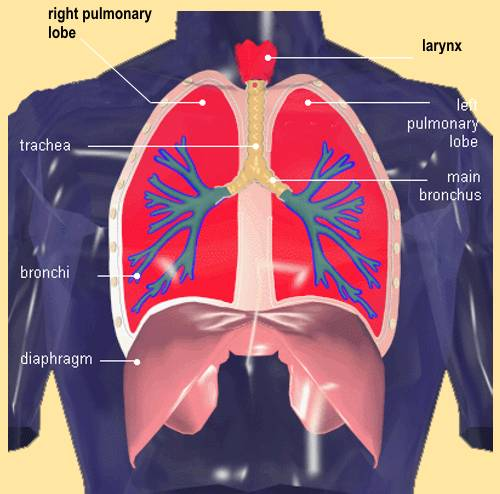 right pulmonary
lobe
larynx
left
pulmonary
lobe
trachea
main
bronchus
bronchi
diaphragm